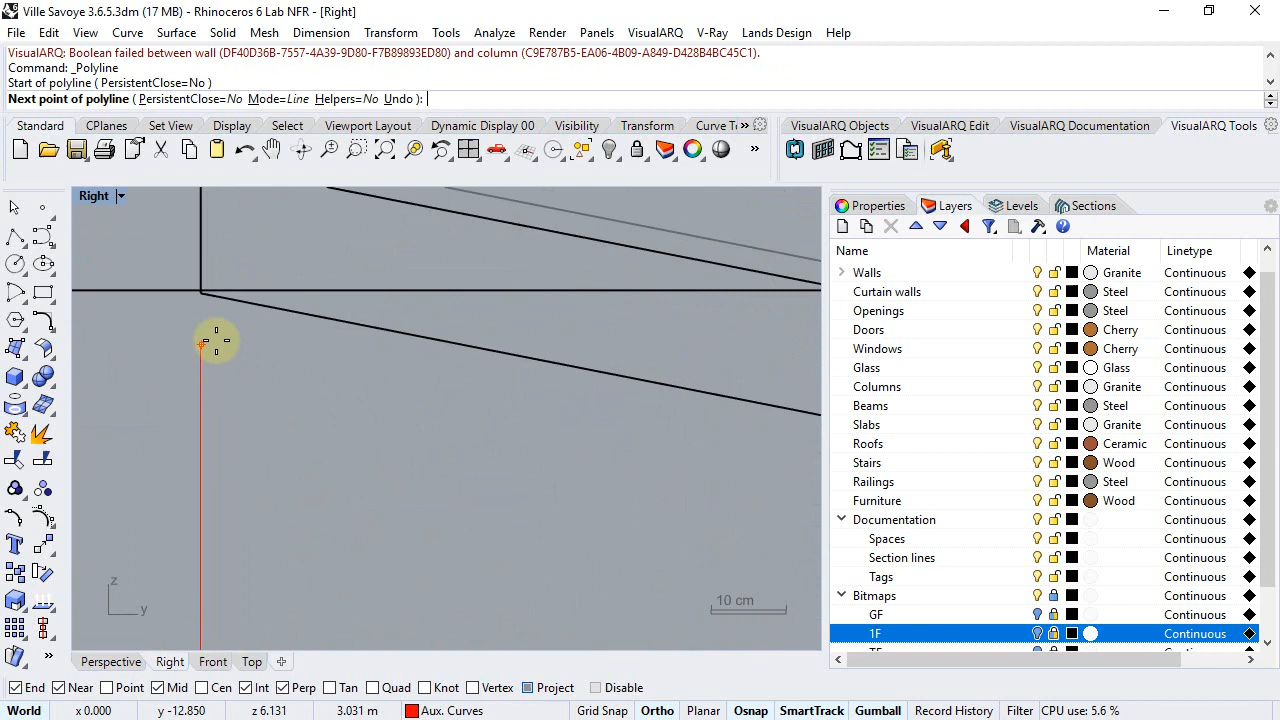 Ville Savoye 3.6.5.3dm (17 MB) - Rhinoceros 6 Lab NFR - [Right]
File Edit View Curve Surface Solid Mesh Dimension Transform Tools Analyze Render Panels VisualARQ V-Ray Lands Design Help
VisualARQ: Boolean failed between wall (DF40D36B-7557-4A39-9D80-F7B89893ED80) and column (C9E787B5-EA06-4B09-A849-D428B4BC45C1).
Command: _Polyline
Start of polyline ( PersistentClose=No )
Next point of polyline ( PersistentClose=No Mode=Line Helpers=No Undo ):
Standard CPlanes Set View Display Select Viewport Layout Dynamic Display 00 Visibility Transform Curve To »
VisualARQ Objects VisualARQ Edit VisualARQ Documentation VisualARQ Tools
»
Right
Properties Layers Levels Sections
Name Material Linetype
Walls Granite Continuous
Curtain walls Steel Continuous
Openings Steel Continuous
Doors Cherry Continuous
Windows Cherry Continuous
Glass Glass Continuous
Columns Granite Continuous
Beams Steel Continuous
Slabs Granite Continuous
Roofs Ceramic Continuous
Stairs Wood Continuous
Railings Steel Continuous
Furniture Wood Continuous
Documentation Continuous
Spaces Continuous
Section lines Continuous
Tags Continuous
Bitmaps Continuous
GF Continuous
1F Continuous
z
y
10 cm
»
Perspective Right Front Top
End Near Point Mid Cen Int Perp Tan Quad Knot Vertex Project Disable
World x 0.000 y -12.850 z 6.131 3.031 m Aux. Curves Grid Snap Ortho Planar Osnap SmartTrack Gumball Record History Filter CPU use: 5.6 %